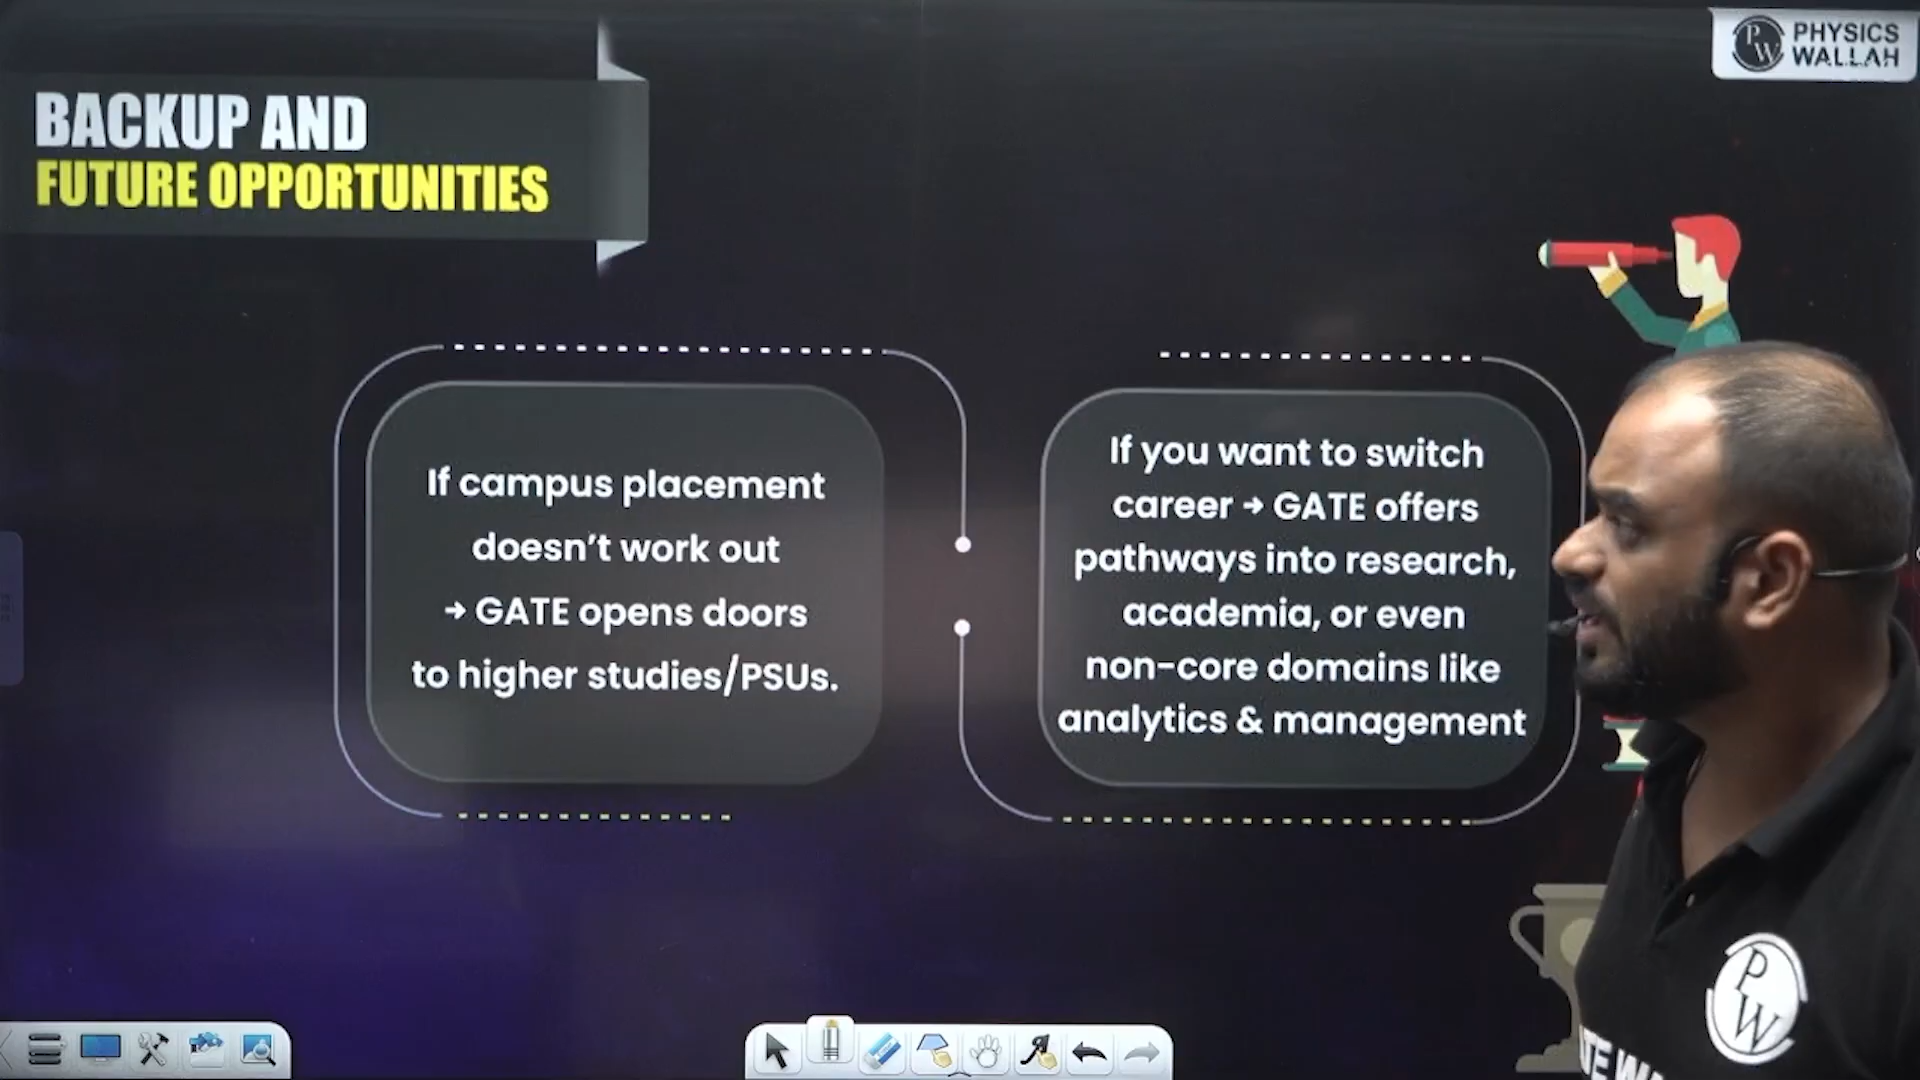 PHYSICS
WALLAH
BACKUP AND
FUTURE OPPORTUNITIES
If campus placement
doesn’t work out
→ GATE opens doors
to higher studies/PSUs.
If you want to switch
career → GATE offers
pathways into research,
academia, or even
non-core domains like
analytics & management